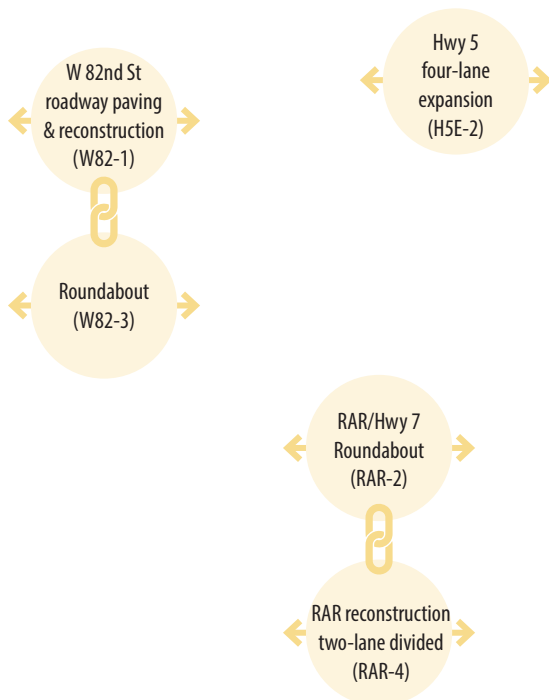 W 82nd St
roadway paving
& reconstruction
(W82-1)
Hwy 5
four-lane
expansion
(H5E-2)
Roundabout
(W82-3)
RAR/Hwy 7
Roundabout
(RAR-2)
RAR reconstruction
two-lane divided
(RAR-4)